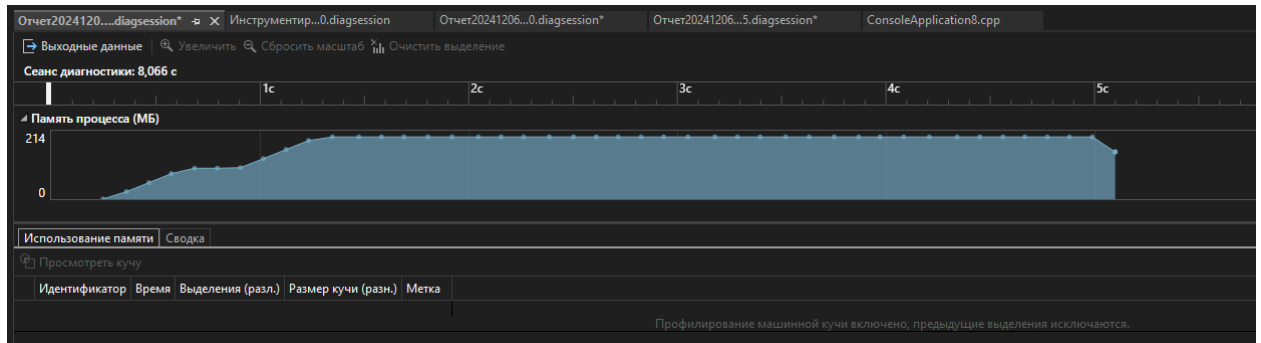 Отчет2024120....diagsession* Инструментир...0.diagsession Отчет20241206...0.diagsession* Отчет20241206...5.diagsession* ConsoleApplication8.cpp
Выходные данные Увеличить Сбросить масштаб Очистить выделение
Сеанс диагностики: 8,066 с
1с 2с 3с 4с 5с
Память процесса (МБ)
214
0
Использование памяти Сводка
Просмотреть кучу
Идентификатор Время Выделения (разл.) Размер кучи (разн.) Метка
Профилирование машинной кучи включено, предыдущие выделения исключаются.